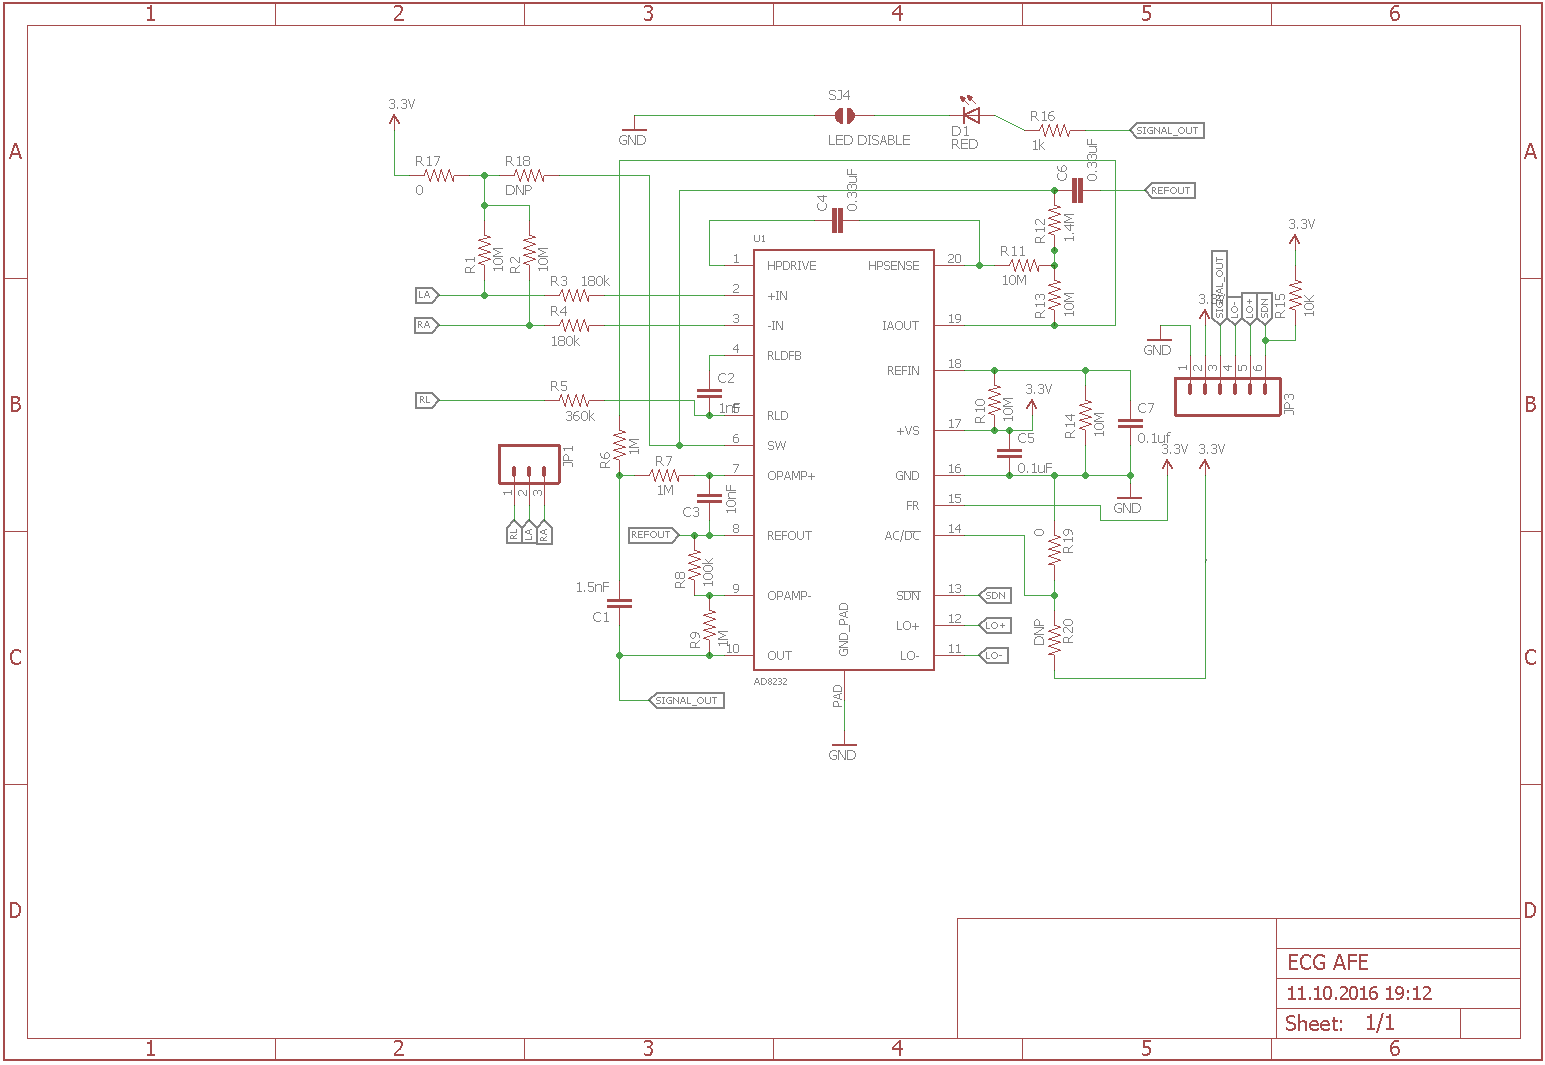 1 2 3 4 5 6
A A
B B
C C
D D
1 2 3 4 5 6
3.3V
SJ4
GND
LED DISABLE
D1
RED
R16
1k
SIGNAL_OUT
R17
0
R18
DNP
C4
0.33uF
C6
0.33uF
REFOUT
R12
1.4M
R1
10M
R2
10M
R11
10M
R13
10M
LA
R3 180k
RA
R4
180k
RL
R5
360k
C2
1nF
U1
1 HPDRIVE
2 +IN
3 -IN
4 RLDFB
5 RLD
6 SW
7 OPAMP+
8 REFOUT
9 OPAMP-
10 OUT
HPSENSE 20
IAOUT 19
REFIN 18
+VS 17
GND 16
FR 15
AC/DC 14
SDN 13
LO+ 12
LO- 11
GND_PAD
AD8232
PAD
GND
R6
1M
R7
1M
C3
10nF
REFOUT
R8
100K
R9
1M
1.5nF
C1
SIGNAL_OUT
JP1
1 2 3
RL LA RA
R10
10M
3.3V
C5
0.1uF
R14
10M
C7
0.1uf
GND
3.3V 3.3V
0
R19
DNP
R20
SDN
LO+
LO-
3.3V
R15
10K
3.3V
SIGNAL_OUT
LO-
LO+
SDN
GND
1 2 3 4 5 6
JP3
ECG AFE
11.10.2016 19:12
Sheet: 1/1